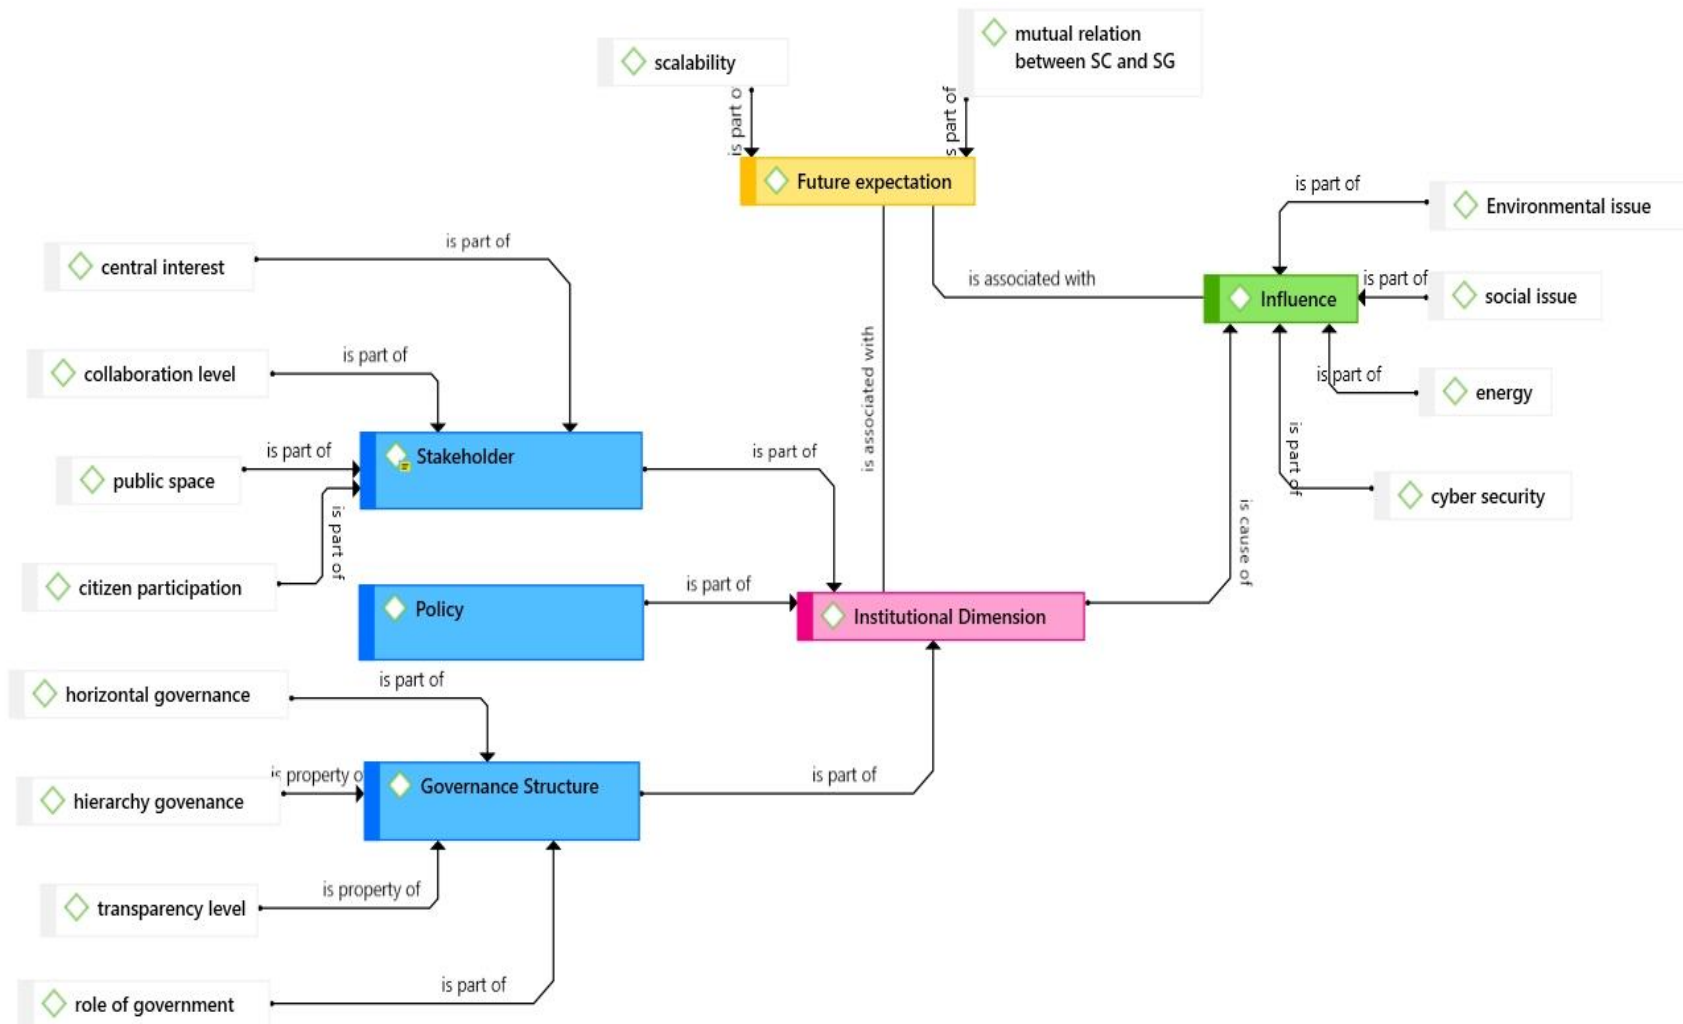 scalability
mutual relation
between SC and SG
is part o
s part of
Future expectation
is part of
Environmental issue
is part of
central interest
is associated with
Influence
is part of
social issue
is part of
collaboration level
is associated with
is part of
energy
is part of
Stakeholder
is part of
is part of
public space
is part of
cyber security
is part of
is cause of
citizen participation
Policy
is part of
Institutional Dimension
horizontal governance
is part of
is property o
hierarchy govenance
Governance Structure
is part of
is property of
transparency level
is part of
role of government